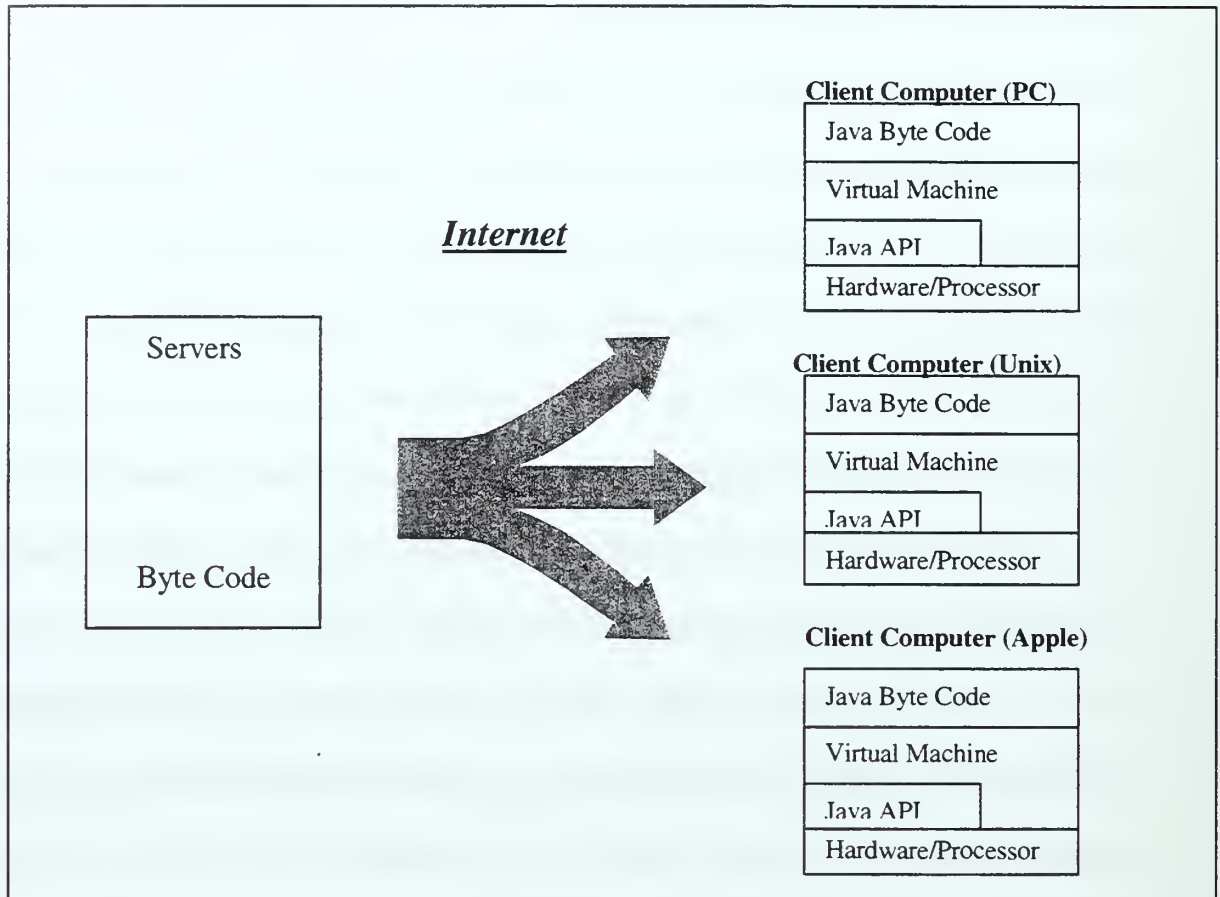 Internet
Servers
Byte Code
Client Computer (PC)
Java Byte Code
Virtual Machine
Java API
Hardware/Processor
Client Computer (Unix)
Java Byte Code
Virtual Machine
Java API
Hardware/Processor
Client Computer (Apple)
Java Byte Code
Virtual Machine
Java API
Hardware/Processor